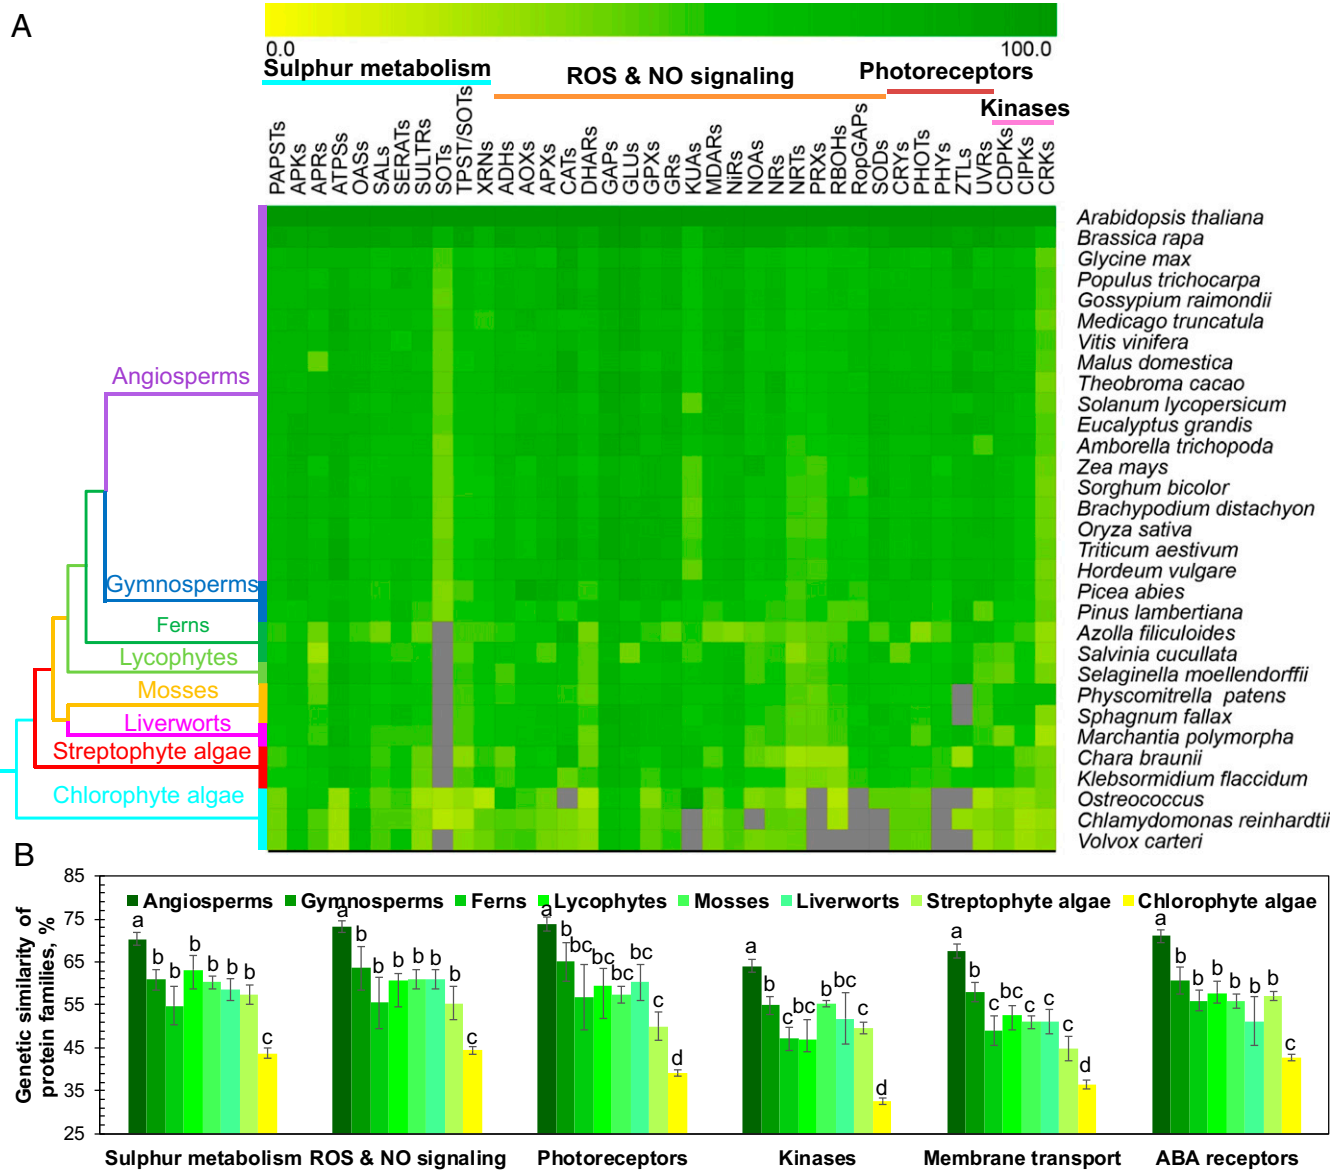 A
0.0
100.0
Sulphur metabolism
ROS & NO signaling
Photoreceptors
Kinases
PAPSTs
APKs
APRs
ATPSs
OASs
SALs
SERATs
SULTRs
SOTs
TPST/SOTs
XRNs
ADHs
AOXs
APXs
CATs
DHARs
GAPs
GLUs
GPXs
GRs
KUAs
MDARs
NiRs
NOAs
NRs
NRTs
PRXs
RBOHs
RopGAPs
SODs
CRYs
PHOTs
PHYs
ZTLs
UVRs
CDPKs
CIPKs
CRKs
Arabidopsis thaliana
Brassica rapa
Glycine max
Populus trichocarpa
Gossypium raimondii
Medicago truncatula
Vitis vinifera
Malus domestica
Theobroma cacao
Solanum lycopersicum
Eucalyptus grandis
Amborella trichopoda
Zea mays
Sorghum bicolor
Brachypodium distachyon
Oryza sativa
Triticum aestivum
Hordeum vulgare
Picea abies
Pinus lambertiana
Azolla filiculoides
Salvinia cucullata
Selaginella moellendorffii
Physcomitrella patens
Sphagnum fallax
Marchantia polymorpha
Chara braunii
Klebsormidium flaccidum
Ostreococcus
Chlamydomonas reinhardtii
Volvox carteri
Angiosperms
Gymnosperms
Ferns
Lycophytes
Mosses
Liverworts
Streptophyte algae
Chlorophyte algae
B
Genetic similarity of
protein families, %
85
75
65
55
45
35
25
Angiosperms Gymnosperms Ferns Lycophytes Mosses Liverworts Streptophyte algae Chlorophyte algae
a b b b b b b c
a b b b b b b c
a b bc bc bc bc c d
a b c bc b bc c d
a b c bc c c c d
a b b b b b b c
Sulphur metabolism ROS & NO signaling Photoreceptors Kinases Membrane transport ABA receptors